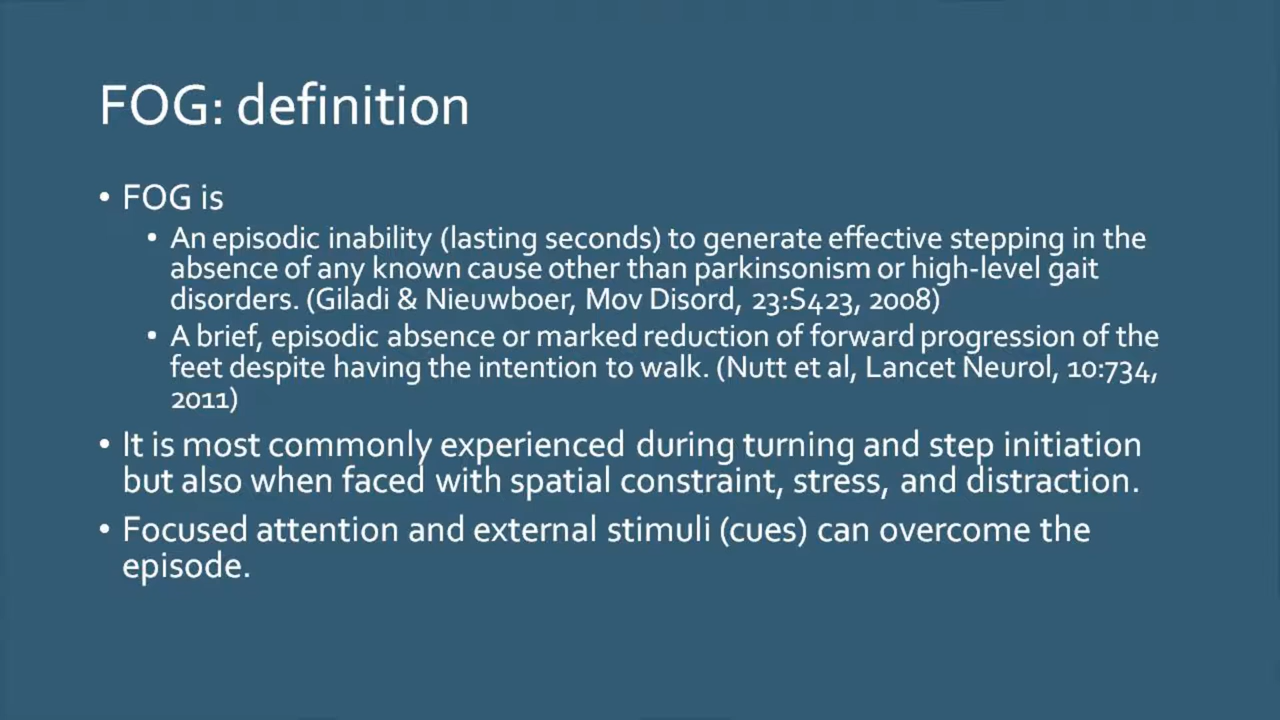 FOG: definition
• FOG is
• An episodic inability (lasting seconds) to generate effective stepping in the
absence of any known cause other than parkinsonism or high-level gait
disorders. (Giladi & Nieuwboer, Mov Disord, 23:S423, 2008)
• A brief, episodic absence or marked reduction of forward progression of the
feet despite having the intention to walk. (Nutt et al, Lancet Neurol, 10:734,
2011)
• It is most commonly experienced during turning and step initiation
but also when faced with spatial constraint, stress, and distraction.
• Focused attention and external stimuli (cues) can overcome the
episode.